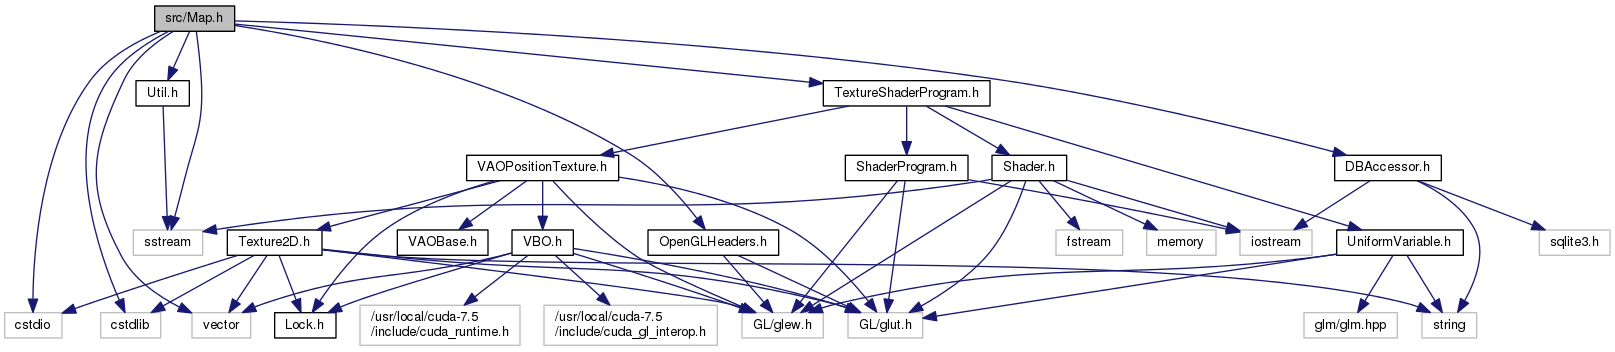 src/Map.h
Util.h
TextureShaderProgram.h
VAOPositionTexture.h
ShaderProgram.h
Shader.h
DBAccessor.h
sstream
Texture2D.h
VAOBase.h
VBO.h
OpenGLHeaders.h
fstream
memory
iostream
UniformVariable.h
sqlite3.h
cstdio
cstdlib
vector
Lock.h
/usr/local/cuda-7.5
/include/cuda_runtime.h
/usr/local/cuda-7.5
/include/cuda_gl_interop.h
GL/glew.h
GL/glut.h
glm/glm.hpp
string